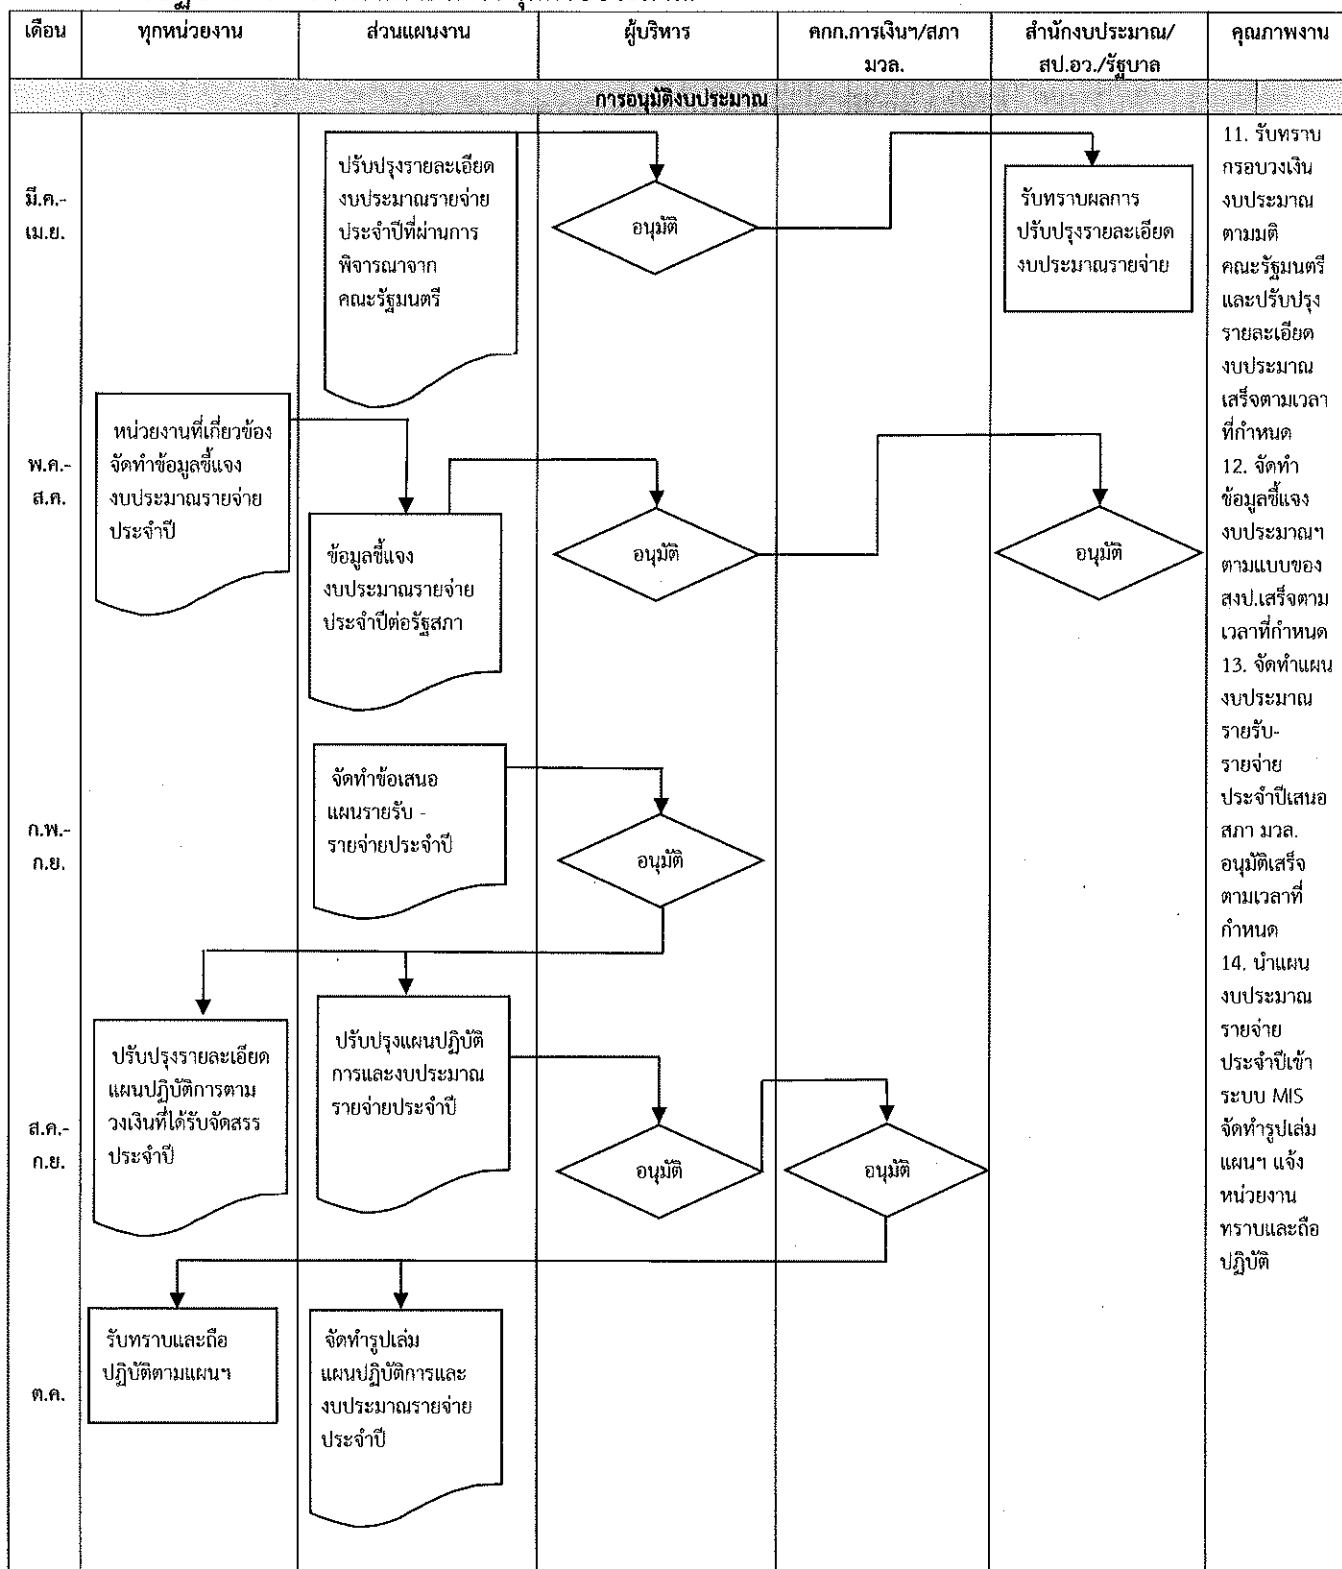 เดือน
ทุกหน่วยงาน
ส่วนแผนงาน
ผู้บริหาร
คกก.การเงินฯ/สภา
มวล.
สำนักงบประมาณ/
สป.อว./รัฐบาล
คุณภาพงาน
การอนุมัติงบประมาณ
มี.ค.-
เม.ย.
ปรับปรุงรายละเอียด
งบประมาณรายจ่าย
ประจำปีที่ผ่านการ
พิจารณาจาก
คณะรัฐมนตรี
อนุมัติ
รับทราบผลการ
ปรับปรุงรายละเอียด
งบประมาณรายจ่าย
พ.ค.-
ส.ค.
หน่วยงานที่เกี่ยวข้อง
จัดทำข้อมูลชี้แจง
งบประมาณรายจ่าย
ประจำปี
ข้อมูลชี้แจง
งบประมาณรายจ่าย
ประจำปีต่อรัฐสภา
อนุมัติ
อนุมัติ
ก.พ.-
ก.ย.
จัดทำข้อเสนอ
แผนรายรับ -
รายจ่ายประจำปี
อนุมัติ
ส.ค.-
ก.ย.
ปรับปรุงรายละเอียด
แผนปฏิบัติการตาม
วงเงินที่ได้รับจัดสรร
ประจำปี
ปรับปรุงแผนปฏิบัติ
การและงบประมาณ
รายจ่ายประจำปี
อนุมัติ
อนุมัติ
ต.ค.
รับทราบและถือ
ปฏิบัติตามแผนฯ
จัดทำรูปเล่ม
แผนปฏิบัติการและ
งบประมาณรายจ่าย
ประจำปี
11. รับทราบ
กรอบวงเงิน
งบประมาณ
ตามมติ
คณะรัฐมนตรี
และปรับปรุง
รายละเอียด
งบประมาณ
เสร็จตามเวลา
ที่กำหนด
12. จัดทำ
ข้อมูลชี้แจง
งบประมาณฯ
ตามแบบของ
สงป.เสร็จตาม
เวลาที่กำหนด
13. จัดทำแผน
งบประมาณ
รายรับ-
รายจ่าย
ประจำปีเสนอ
สภา มวล.
อนุมัติเสร็จ
ตามเวลาที่
กำหนด
14. นำแผน
งบประมาณ
รายจ่าย
ประจำปีเข้า
ระบบ MIS
จัดทำรูปเล่ม
แผนฯ แจ้ง
หน่วยงาน
ทราบและถือ
ปฏิบัติ